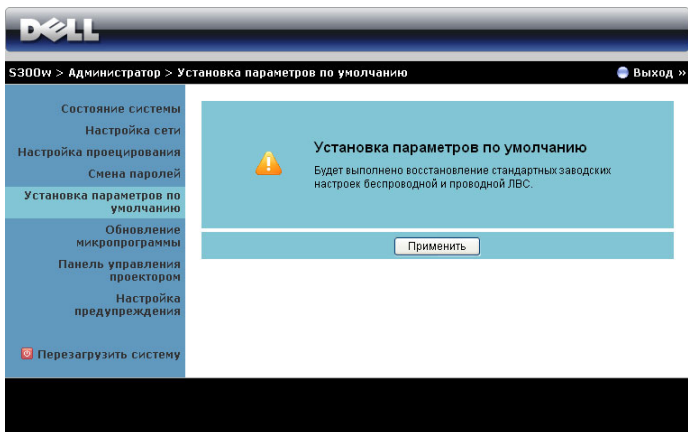 DELL
S300w > Администратор > Установка параметров по умолчанию
Выход »
Состояние системы
Настройка сети
Настройка проецирования
Смена паролей
Установка параметров по
умолчанию
Обновление
микропрограммы
Панель управления
проектором
Настройка
предупреждения
Перезагрузить систему
Установка параметров по умолчанию
Будет выполнено восстановление стандартных заводских
настроек беспроводной и проводной ЛВС.
Применить